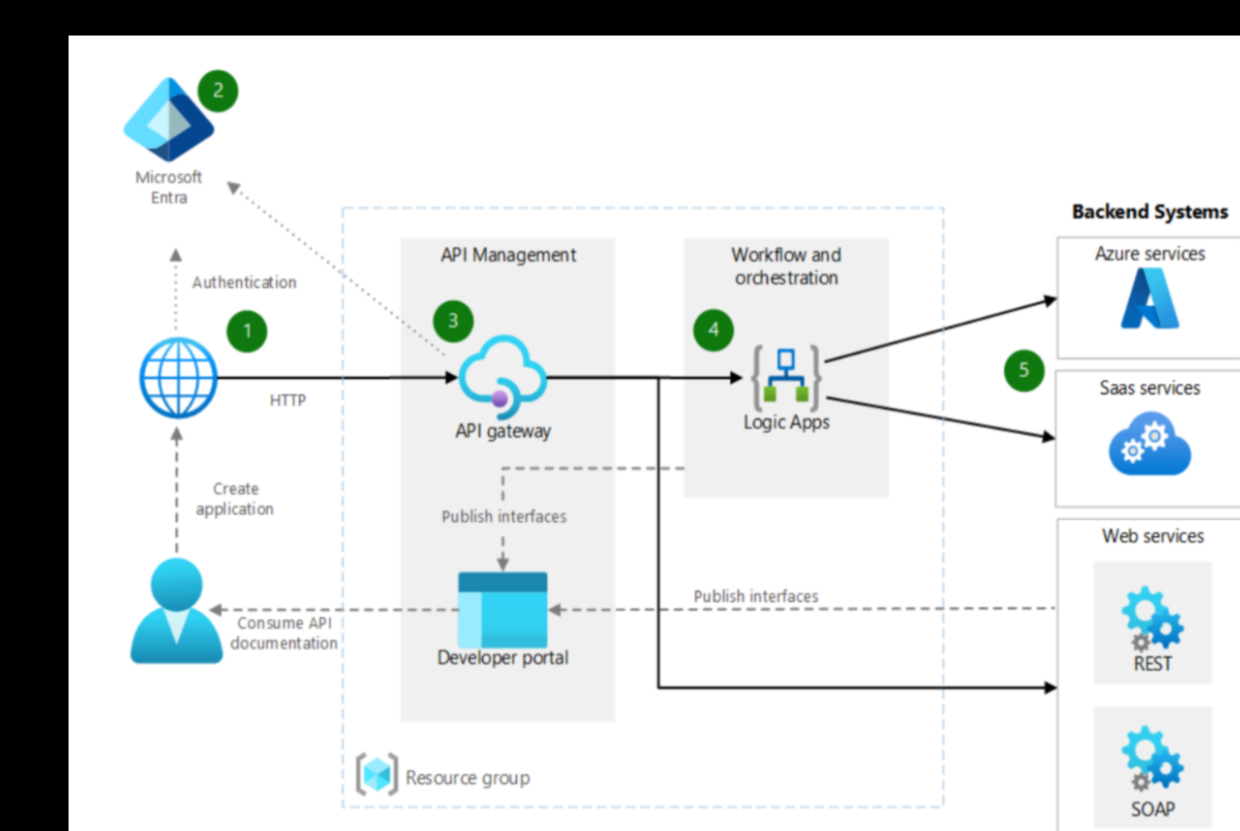 2
Microsoft
Entra
Authentication
1
HTTP
Create
application
Consume API
documentation
API Management
3
API gateway
Publish interfaces
Developer portal
Resource group
Workflow and
orchestration
4
Logic Apps
Publish interfaces
Backend Systems
Azure services
5
Saas services
Web services
REST
SOAP